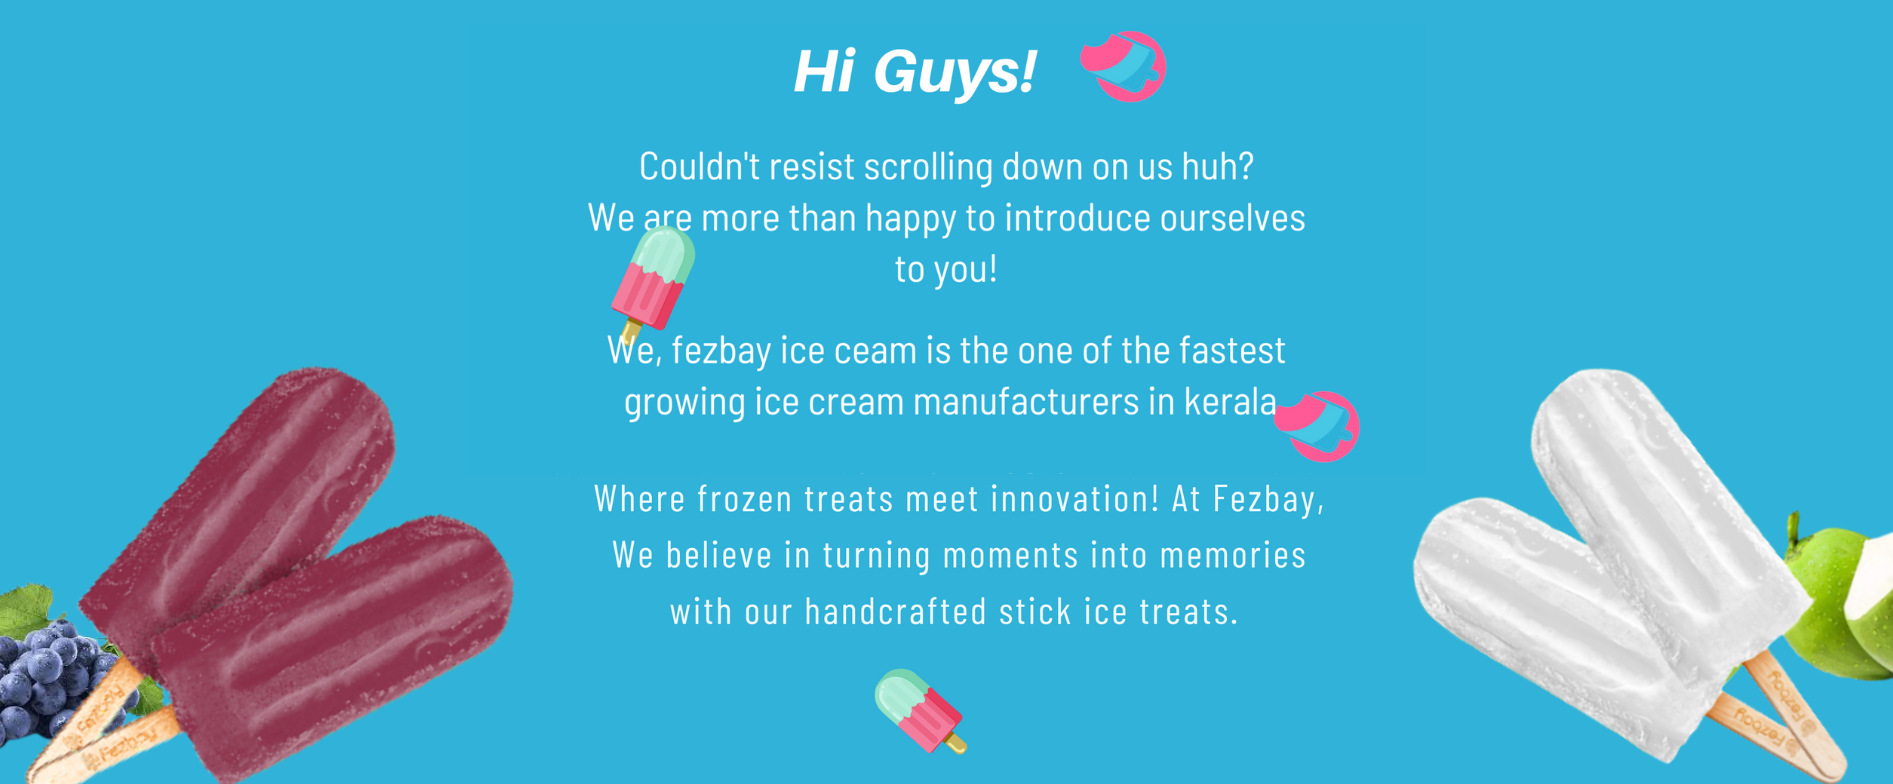 Hi Guys!
Couldn't resist scrolling down on us huh?
We are more than happy to introduce ourselves
to you!
We, fezbay ice ceam is the one of the fastest
growing ice cream manufacturers in kerala
Where frozen treats meet innovation! At Fezbay,
We believe in turning moments into memories
with our handcrafted stick ice treats.
Fezbay
Fezbay
Fezbay
Fezbay